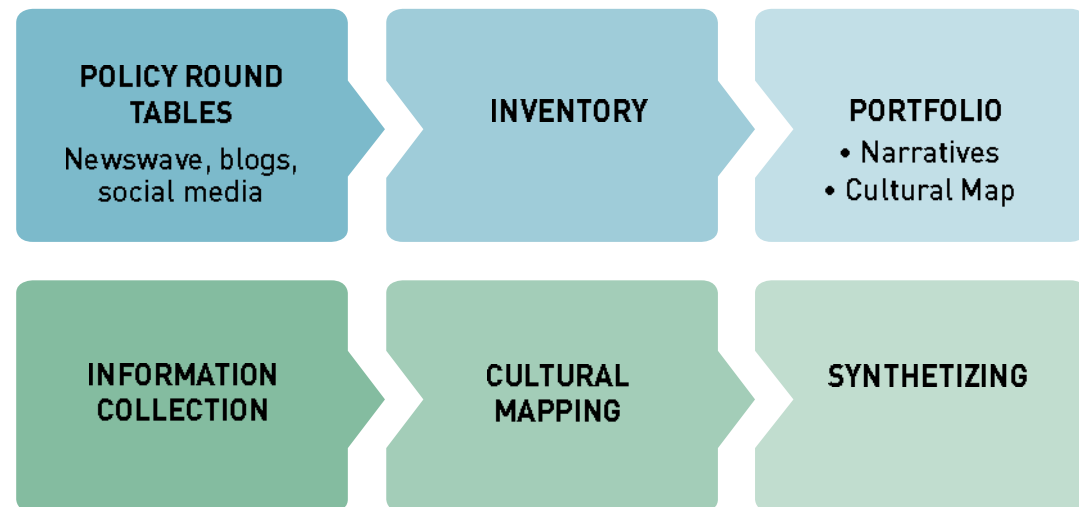 POLICY ROUND
TABLES
Newswave, blogs,
social media
INVENTORY
PORTFOLIO
• Narratives
• Cultural Map
INFORMATION
COLLECTION
CULTURAL
MAPPING
SYNTHETIZING